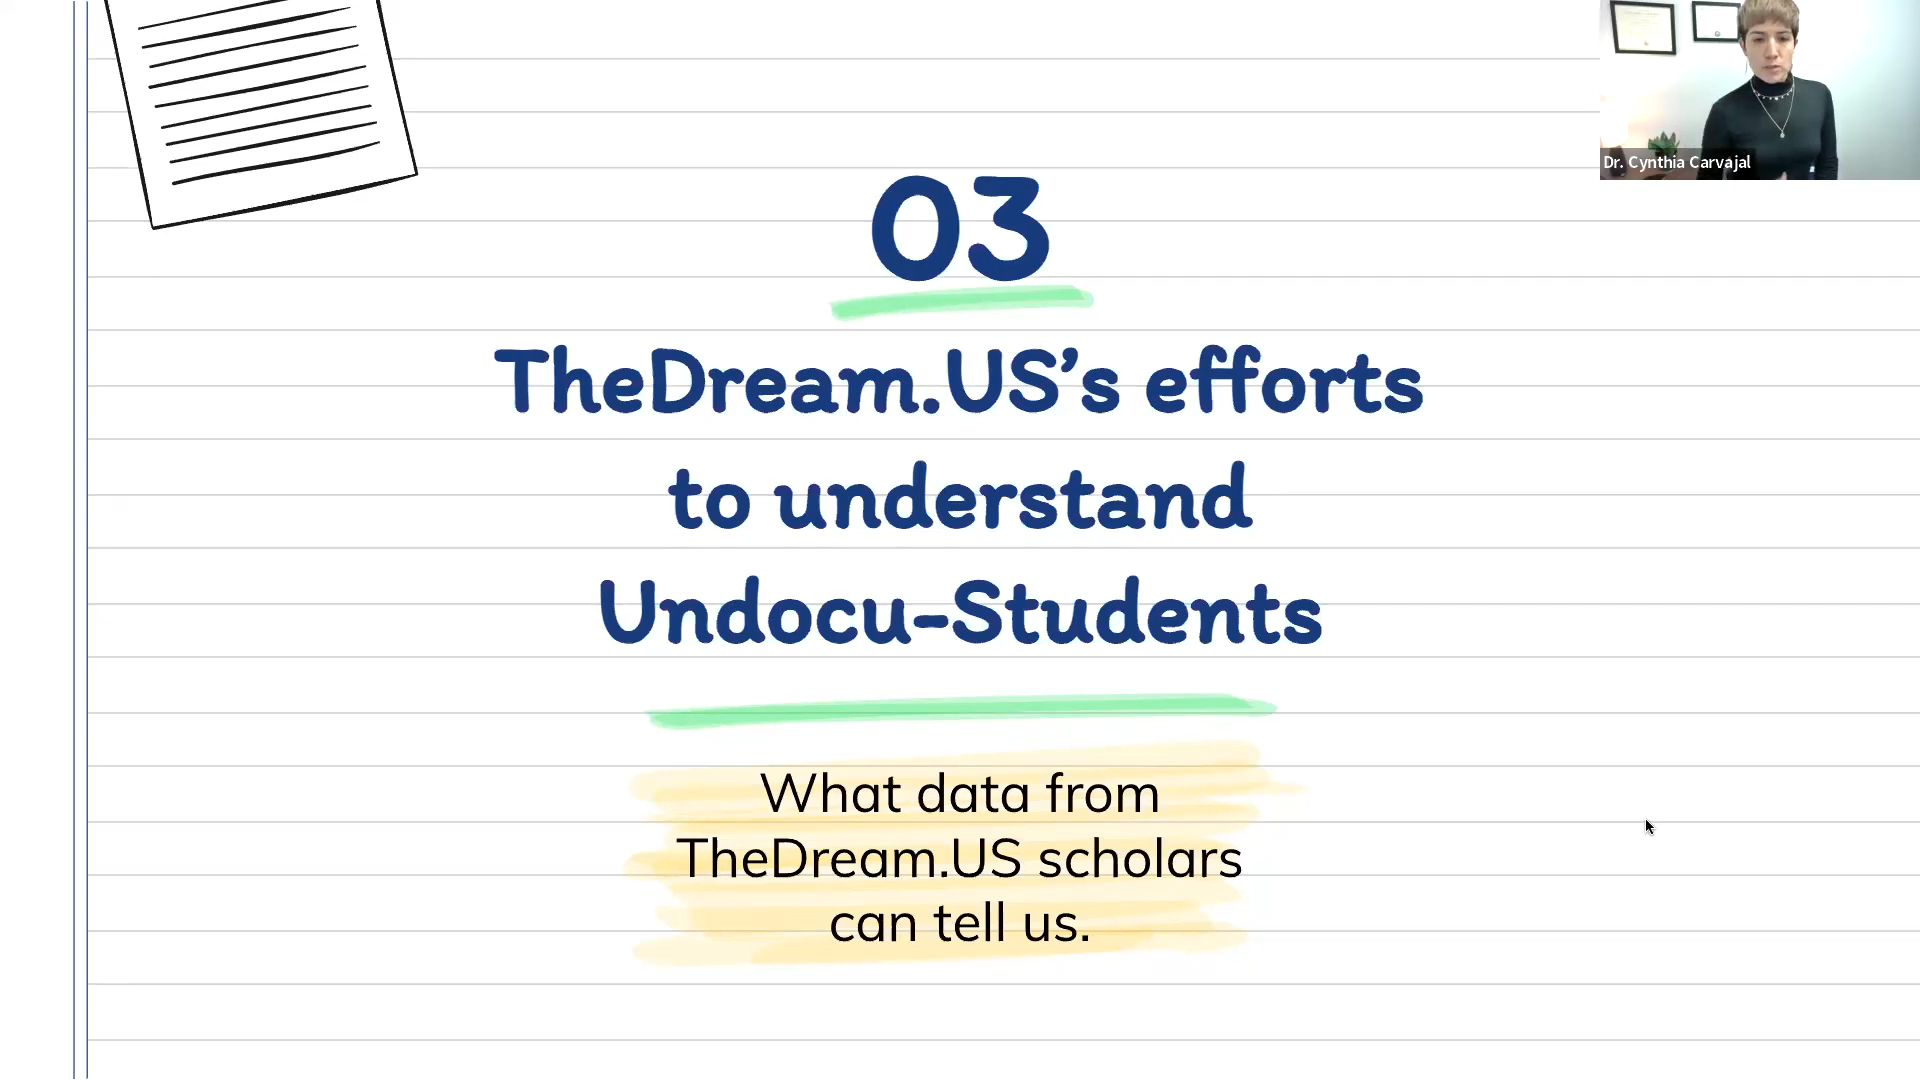 Dr. Cynthia Carvajal
03
TheDream.US’s efforts
to understand
Undocu-Students
What data from
TheDream.US scholars
can tell us.